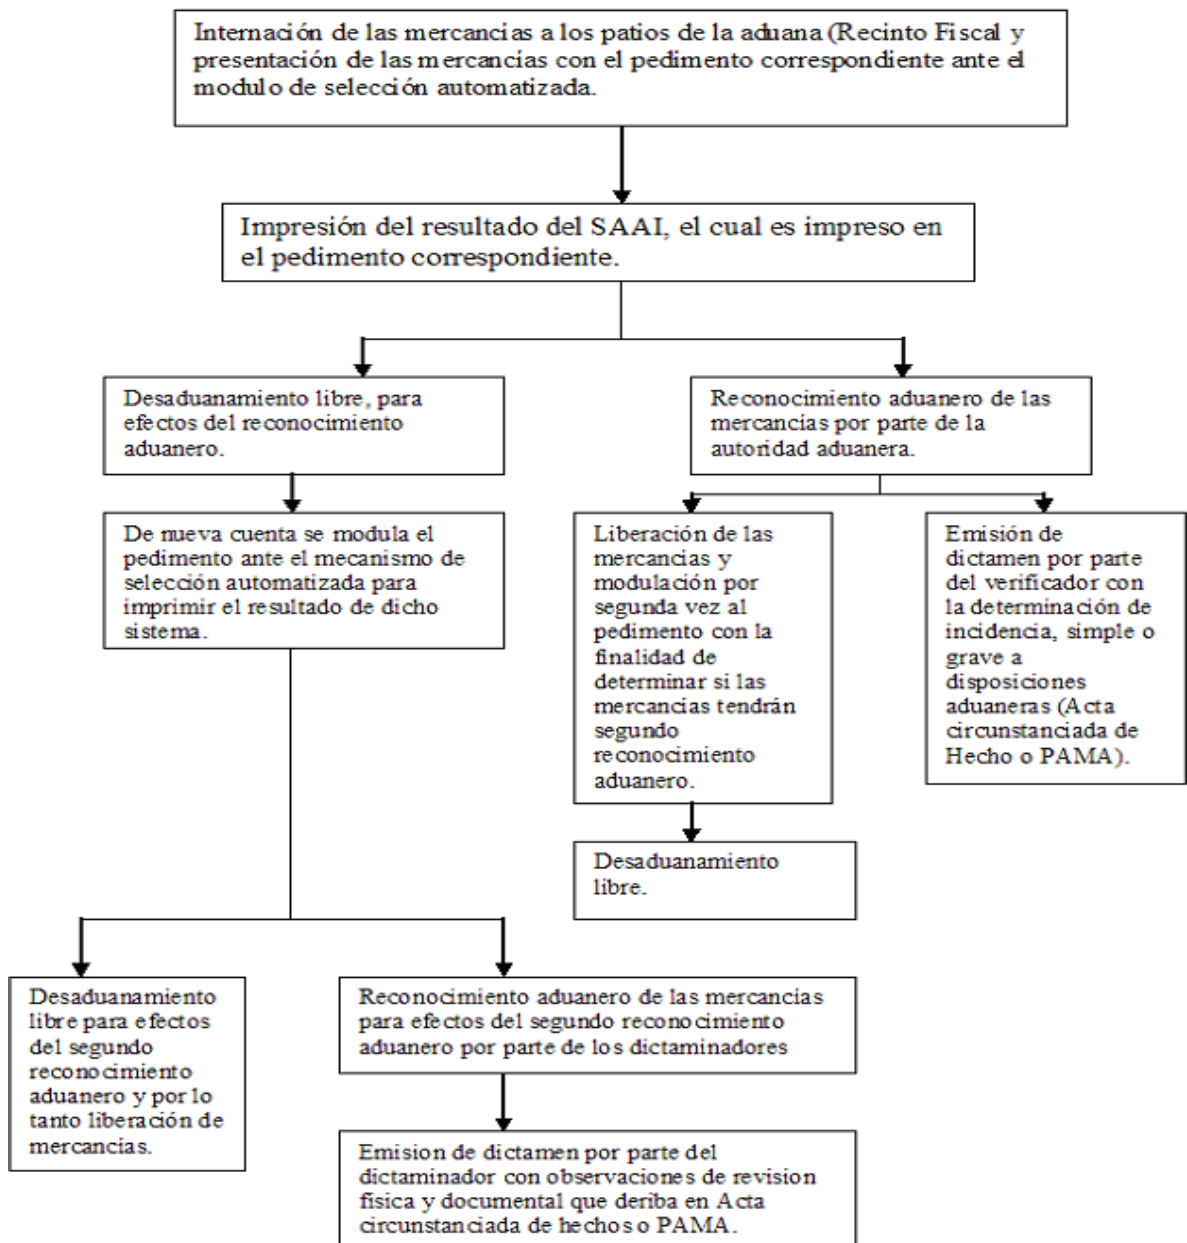 Internación de las mercancías a los patios de la aduana (Recinto Fiscal y
presentación de las mercancías con el pedimento correspondiente ante el
modulo de selección automatizada.
Impresión del resultado del SAAI, el cual es impreso en
el pedimento correspondiente.
Desaduanamiento libre, para
efectos del reconocimiento
aduanero.
Reconocimiento aduanero de las
mercancías por parte de la
autoridad aduanera.
De nueva cuenta se modula el
pedimento ante el mecanismo de
selección automatizada para
imprimir el resultado de dicho
sistema.
Liberación de las
mercancías y
modulación por
segunda vez al
pedimento con la
finalidad de
determinar si las
mercancías tendrán
segundo
reconocimiento
aduanero.
Emisión de
dictamen por parte
del verificador con
la determinación de
incidencia, simple o
grave a
disposiciones
aduaneras (Acta
circunstanciada de
Hecho o PAMA).
Desaduanamiento
libre.
Desaduanamiento
libre para efectos
del segundo
reconocimiento
aduanero y por lo
tanto liberación de
mercancías.
Reconocimiento aduanero de las mercancías
para efectos del segundo reconocimiento
aduanero por parte de los dictaminadores
Emision de dictamen por parte del
dictaminador con observaciones de revision
física y documental que deriba en Acta
circunstanciada de hechos o PAMA.